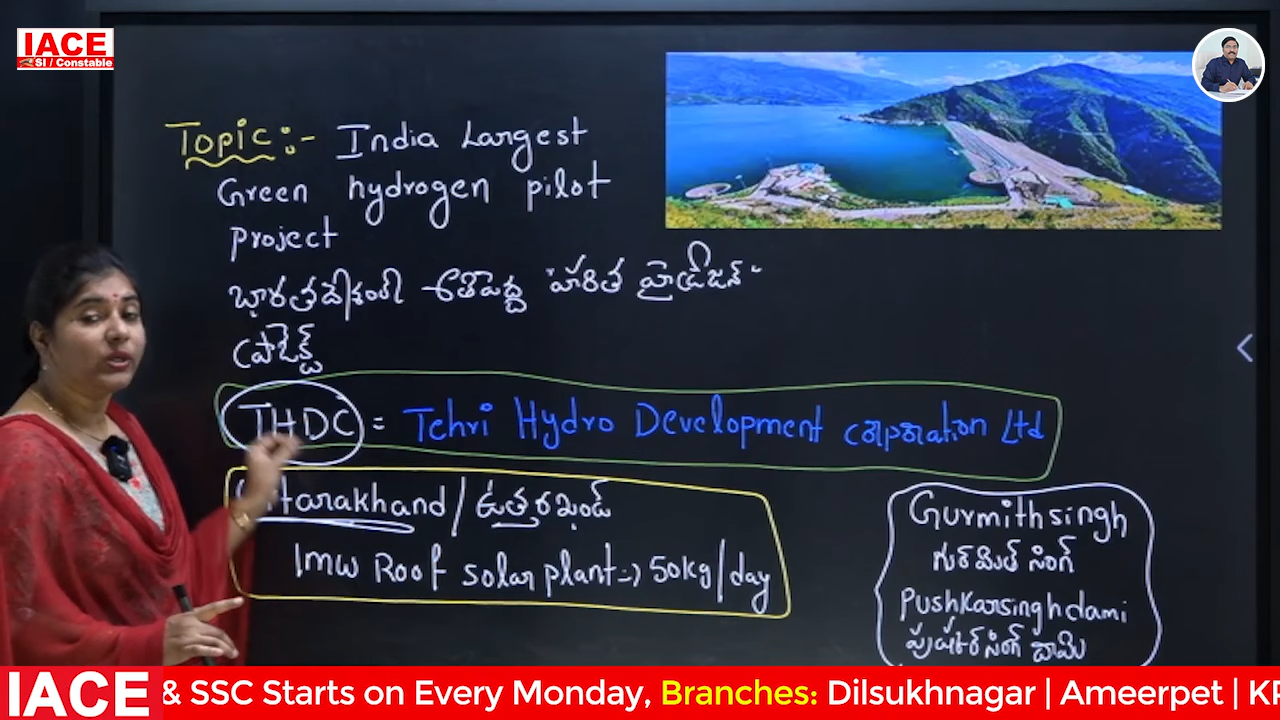 IACE
SI / Constable
Topic:- India Largest
Green hydrogen pilot
project
భారతదేశంలో అతిపెద్ద "హరిత హైడ్రోజన్"
ప్రాజెక్ట్
THDC = Tehri Hydro Development corporation Ltd
Uttarakhand / ఉత్తరఖండ్
1MW Roof solar plant => 50kg/day
Gurmithsingh
గురుమిత్ సింగ్
Pushkarsinghdami
పుష్కర్ సింగ్ దామి
IACE & SSC Starts on Every Monday, Branches: Dilsukhnagar | Ameerpet |